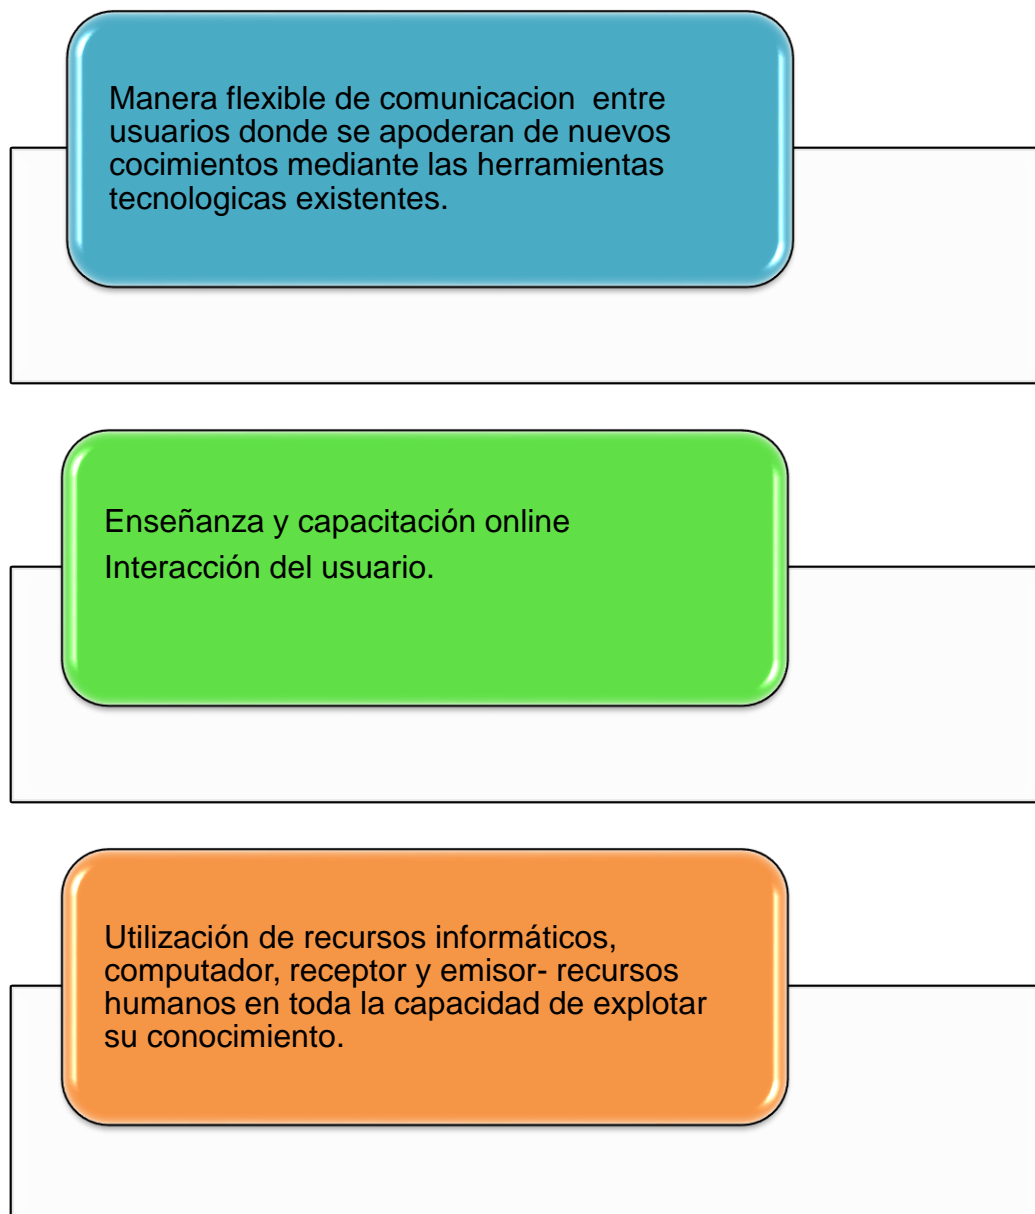 Manera flexible de comunicacion  entre
usuarios donde se apoderan de nuevos
cocimientos mediante las herramientas
tecnologicas existentes.
Enseñanza y capacitación online
Interacción del usuario.
Utilización de recursos informáticos,
computador, receptor y emisor- recursos
humanos en toda la capacidad de explotar
su conocimiento.